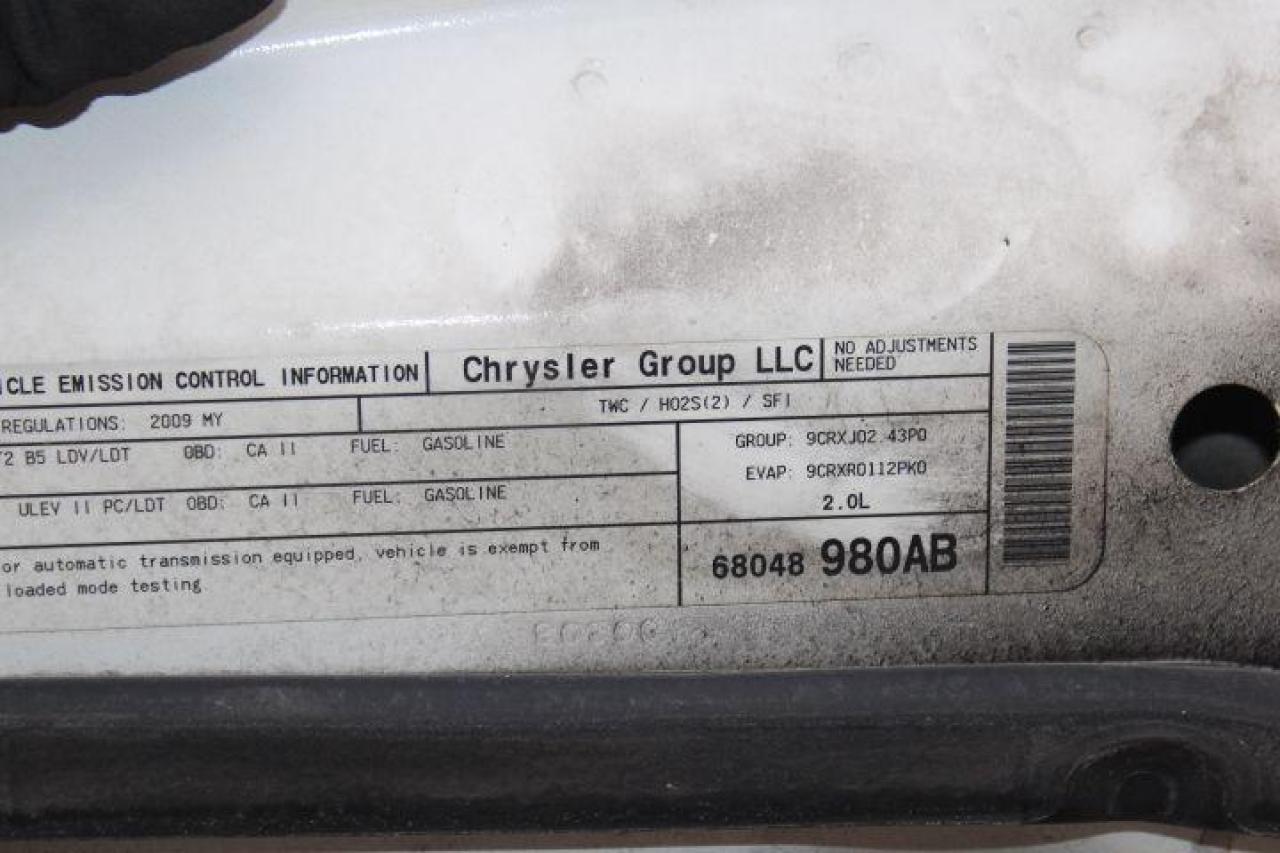 ICLE EMISSION CONTROL INFORMATION
Chrysler Group LLC
NO ADJUSTMENTS
NEEDED
REGULATIONS: 2009 MY
TWC / HO2S(2) / SFI
T2 B5 LDV/LDT OBD: CA II FUEL: GASOLINE
GROUP: 9CRXJ02.43P0
EVAP: 9CRXR0112PK0
ULEV II PC/LDT OBD: CA II FUEL: GASOLINE
2.0L
or automatic transmission equipped, vehicle is exempt from
loaded mode testing
68048 980AB